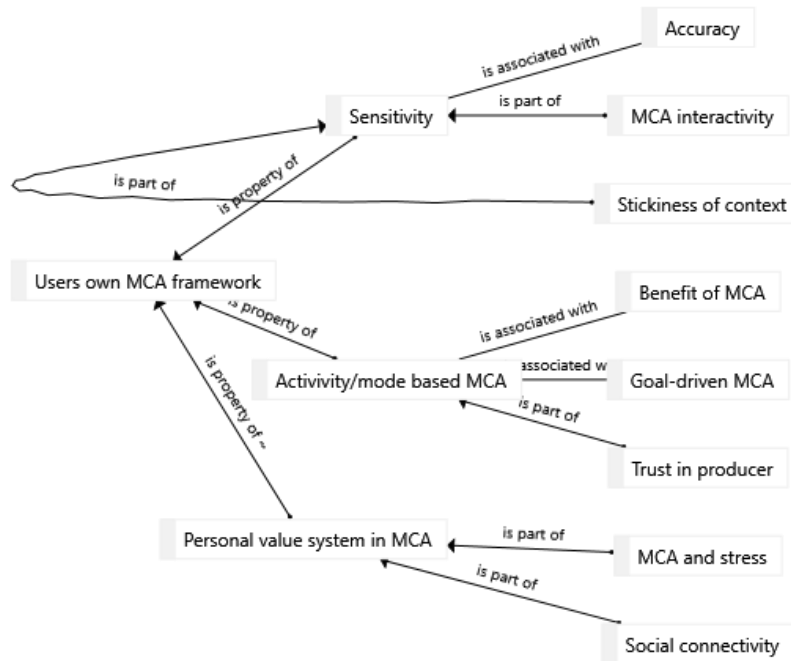 Accuracy
is associated with
Sensitivity
is part of
MCA interactivity
is part of
is property of
Stickiness of context
Users own MCA framework
Benefit of MCA
is associated with
is property of
Activivity/mode based MCA
associated w
Goal-driven MCA
is part of
Trust in producer
is property of ~
Personal value system in MCA
is part of
MCA and stress
is part of
Social connectivity